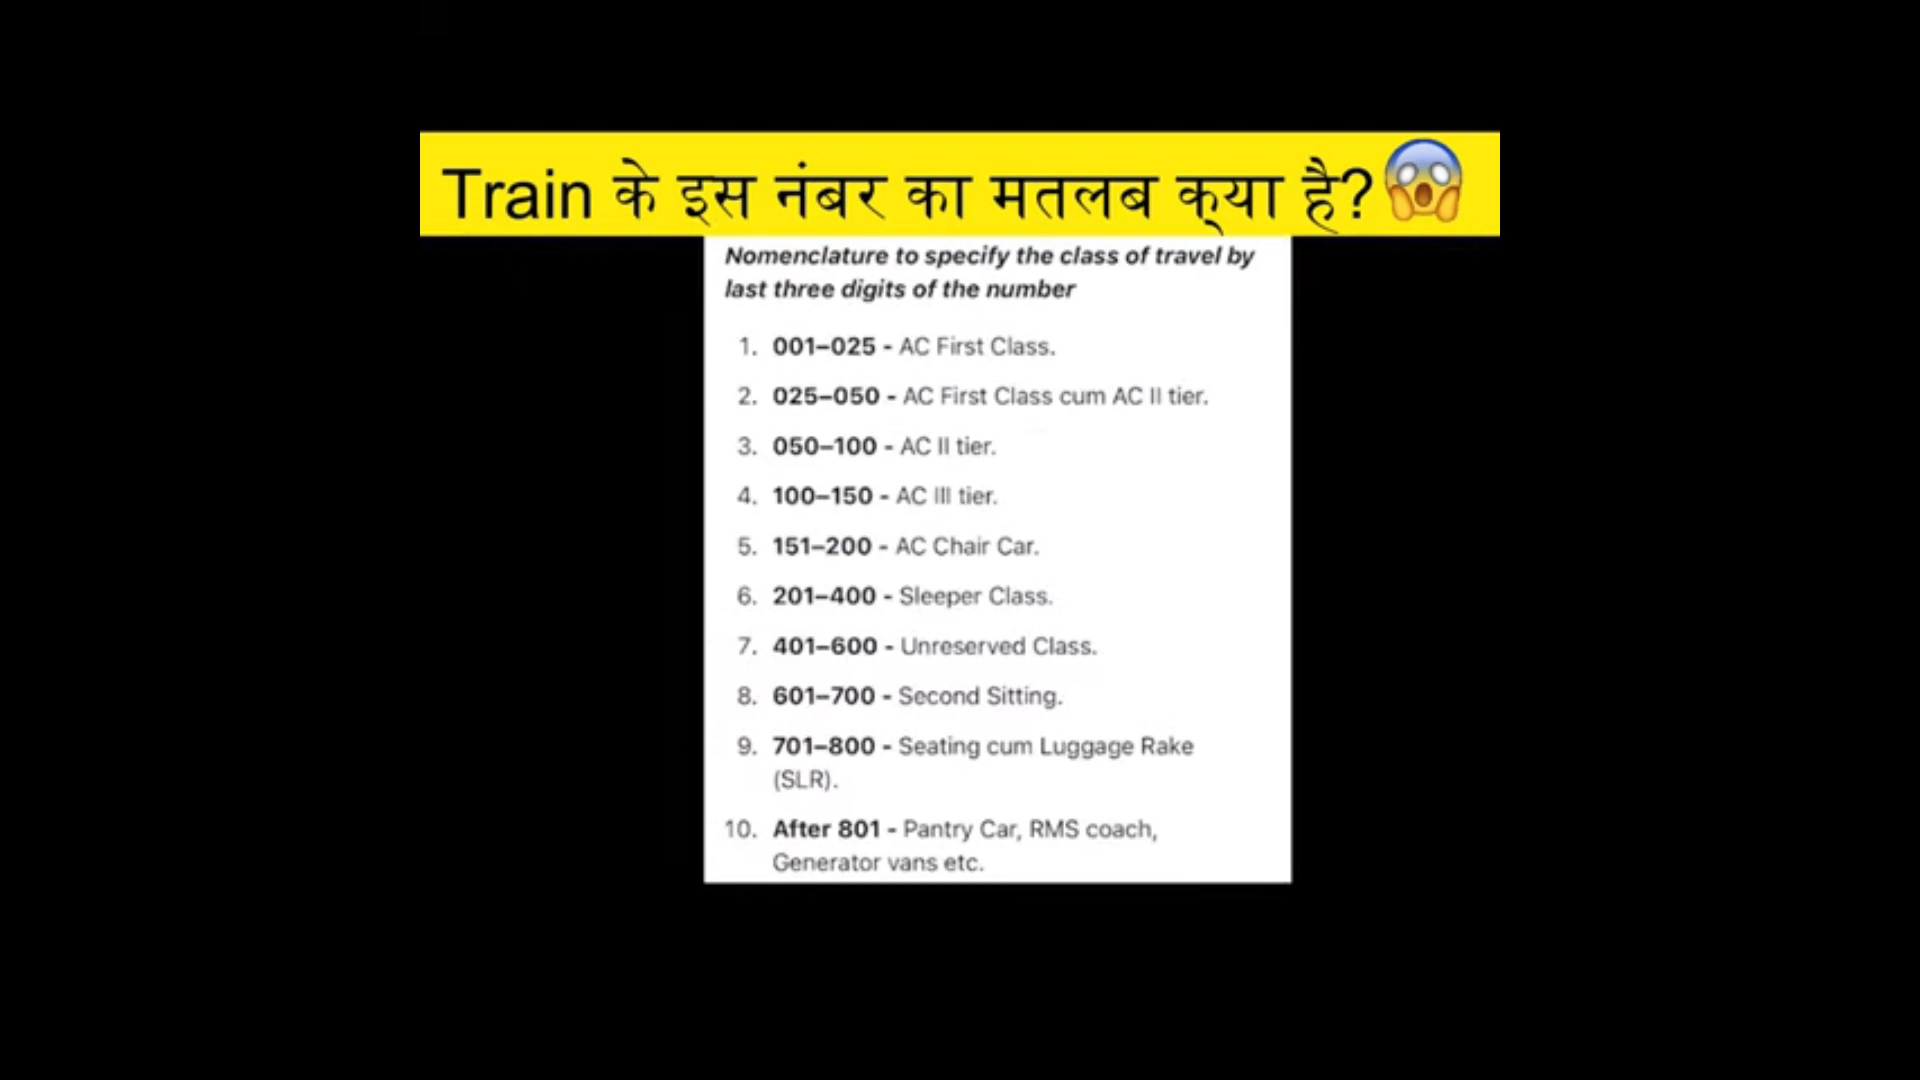 Train के इस नंबर का मतलब क्या है?😱
Nomenclature to specify the class of travel by
last three digits of the number
1. 001–025 - AC First Class.
2. 025–050 - AC First Class cum AC II tier.
3. 050–100 - AC II tier.
4. 100–150 - AC III tier.
5. 151–200 - AC Chair Car.
6. 201–400 - Sleeper Class.
7. 401–600 - Unreserved Class.
8. 601–700 - Second Sitting.
9. 701–800 - Seating cum Luggage Rake
(SLR).
10. After 801 - Pantry Car, RMS coach,
Generator vans etc.